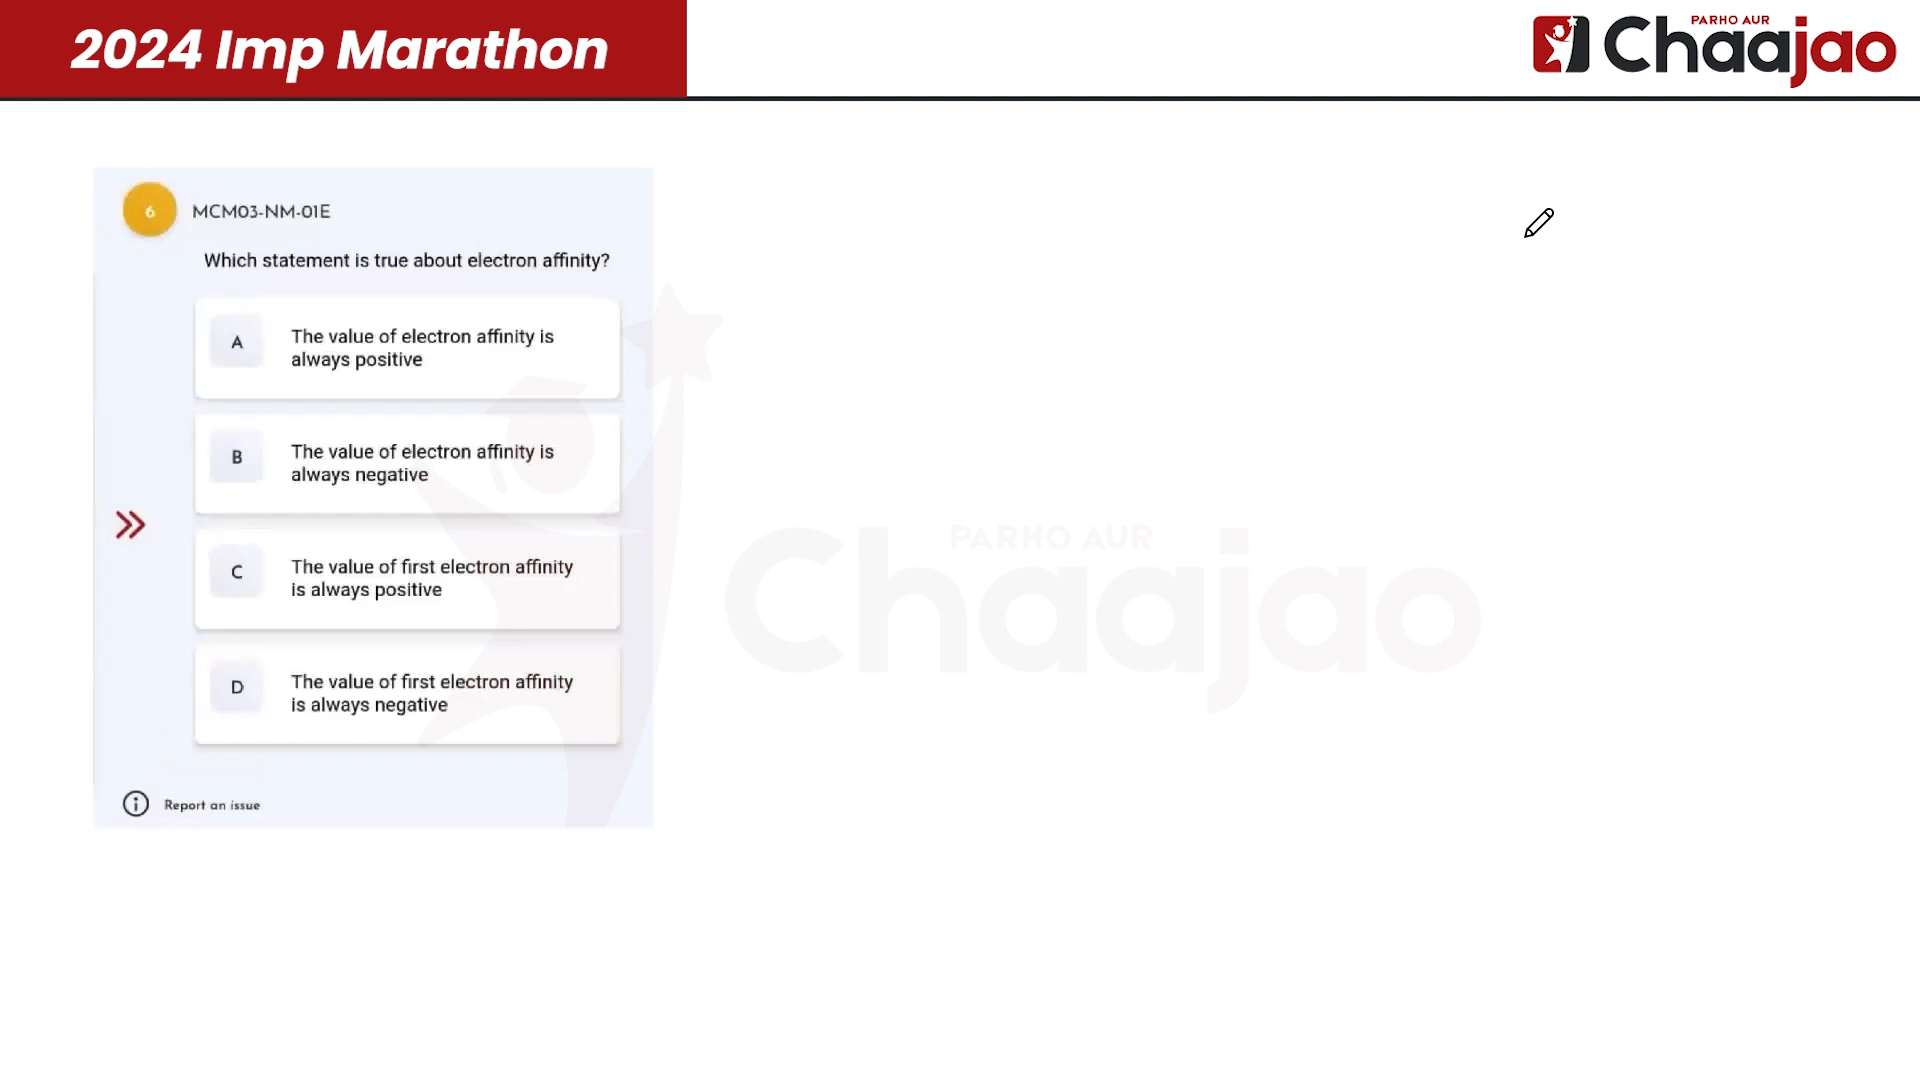 2024 Imp Marathon
PARHO AUR
Chaajao
6
MCM03-NM-01E
Which statement is true about electron affinity?
A
The value of electron affinity is
always positive
B
The value of electron affinity is
always negative
C
The value of first electron affinity
is always positive
D
The value of first electron affinity
is always negative
Report an issue
PARHO AUR
Chaajao